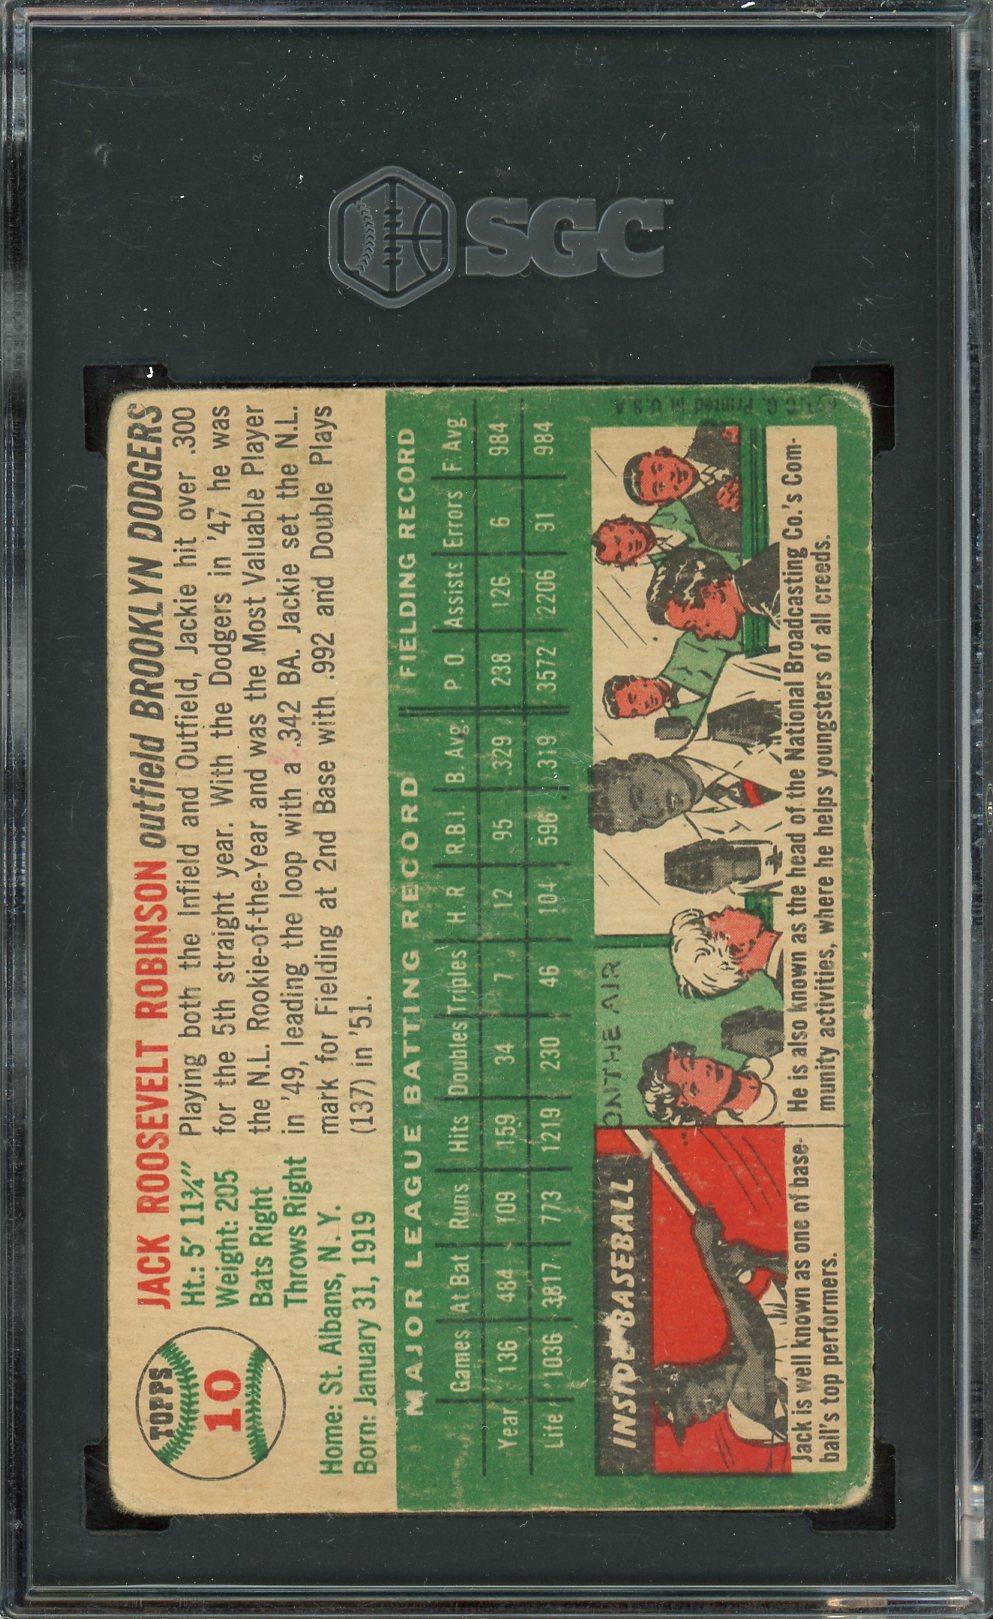 SGC
TOPPS
10
JACK ROOSEVELT ROBINSON outfield BROOKLYN DODGERS
Ht.: 5' 11¾"
Weight: 205
Bats Right
Throws Right
Home: St. Albans, N. Y.
Born: January 31, 1919
Playing both the Infield and Outfield, Jackie hit over .300
for the 5th straight year. With the Dodgers in '47 he was
the N.L. Rookie-of-the-Year and was the Most Valuable Player
in '49, leading the loop with a .342 BA. Jackie set the N.L.
mark for Fielding at 2nd Base with .992 and Double Plays
(137) in '51.
MAJOR LEAGUE BATTING RECORD FIELDING RECORD
Games At Bat Runs Hits Doubles Triples H. R R.B.I B. Avg P. O. Assists Errors F. Avg
Year 136 484 109 159 34 7 12 95 .329 238 126 6 984
Life 1036 3817 773 1219 230 46 104 596 .319 3572 2206 91 984
INSIDE BASEBALL
Jack is well known as one of base-
ball's top performers.
ON THE AIR
He is also known as the head of the National Broadcasting Co.'s Com-
munity activities, where he helps youngsters of all creeds.
T.C.G. Printed in U.S.A